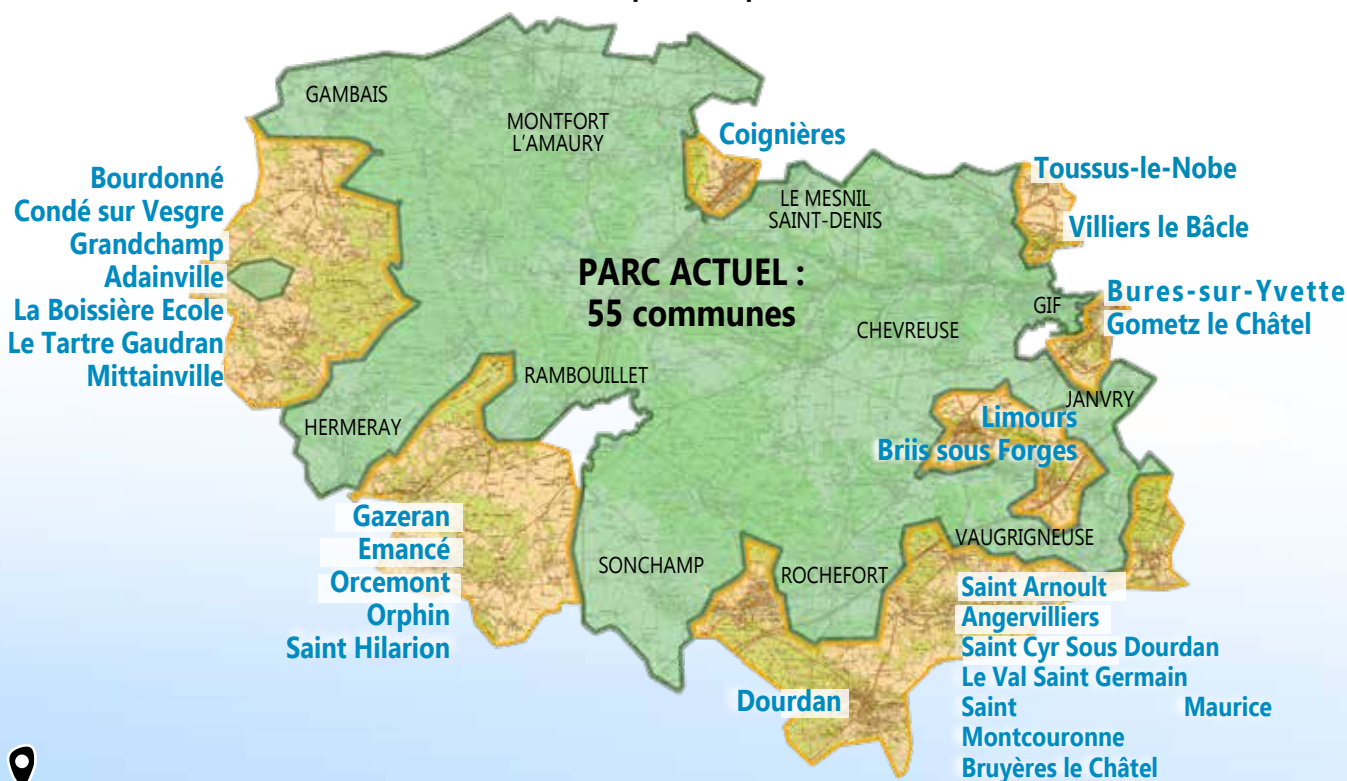 GAMBAIS
MONTFORT
L'AMAURY
Coignières
Toussus-le-Nobe
LE MESNIL
SAINT-DENIS
Villiers le Bâcle
Bourdonné
Condé sur Vesgre
Grandchamp
Adainville
La Boissière Ecole
Le Tartre Gaudran
Mittainville
PARC ACTUEL :
55 communes
GIF
Bures-sur-Yvette
Gometz le Châtel
CHEVREUSE
RAMBOUILLET
JANVRY
HERMERAY
Limours
Briis sous Forges
Gazeran
Emancé
Orcemont
Orphin
Saint Hilarion
SONCHAMP
ROCHEFORT
VAUGRIGNEUSE
Dourdan
Saint Arnoult
Angervilliers
Saint Cyr Sous Dourdan
Le Val Saint Germain
Saint Maurice
Montcouronne
Bruyères le Châtel